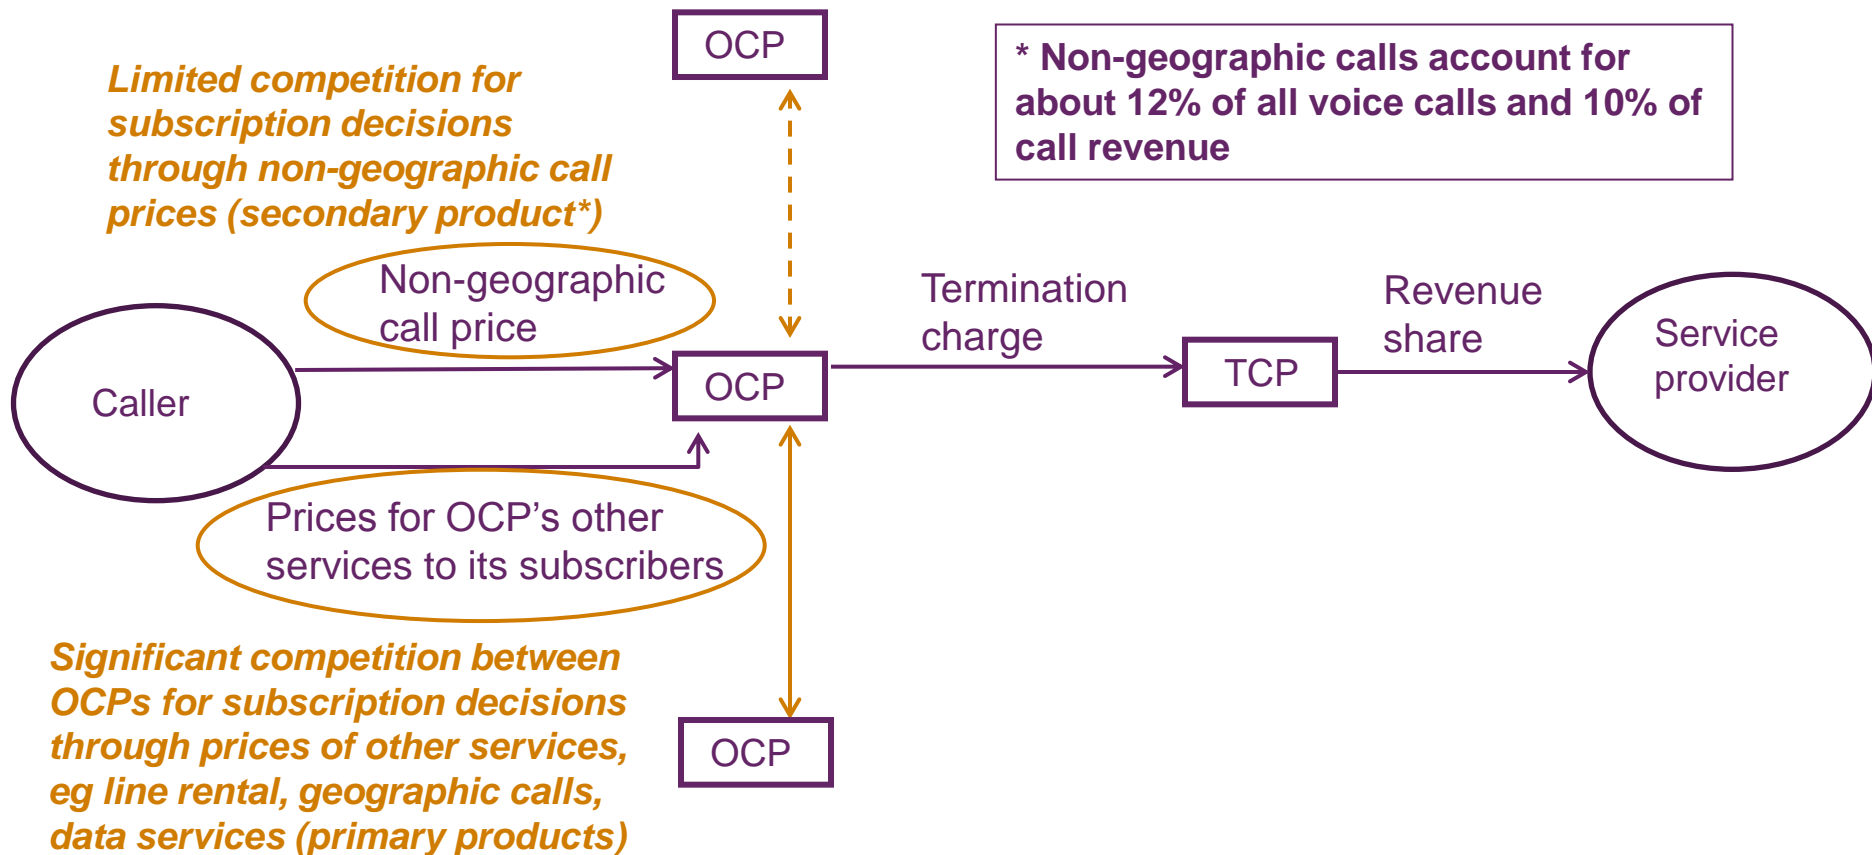 OCP
* Non-geographic calls account for
about 12% of all voice calls and 10% of
call revenue
Limited competition for
subscription decisions
through non-geographic call
prices (secondary product*)
Non-geographic
call price
Termination
charge
Revenue
share
Caller
OCP
TCP
Service
provider
Prices for OCP’s other
services to its subscribers
Significant competition between
OCPs for subscription decisions
through prices of other services,
eg line rental, geographic calls,
data services (primary products)
OCP